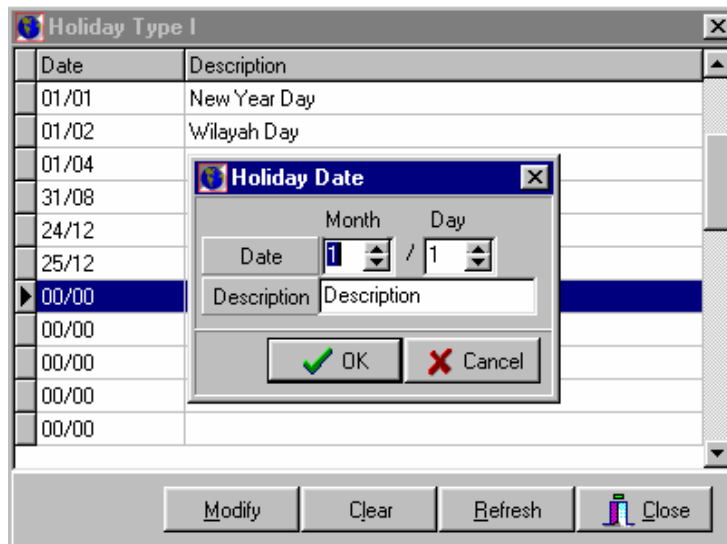 Holiday Type I
Date Description
01/01 New Year Day
01/02 Wilayah Day
01/04
31/08
24/12
25/12
00/00
00/00
00/00
00/00
00/00
Holiday Date
Month Day
Date 1 / 1
Description Description
OK Cancel
Modify Clear Refresh Close